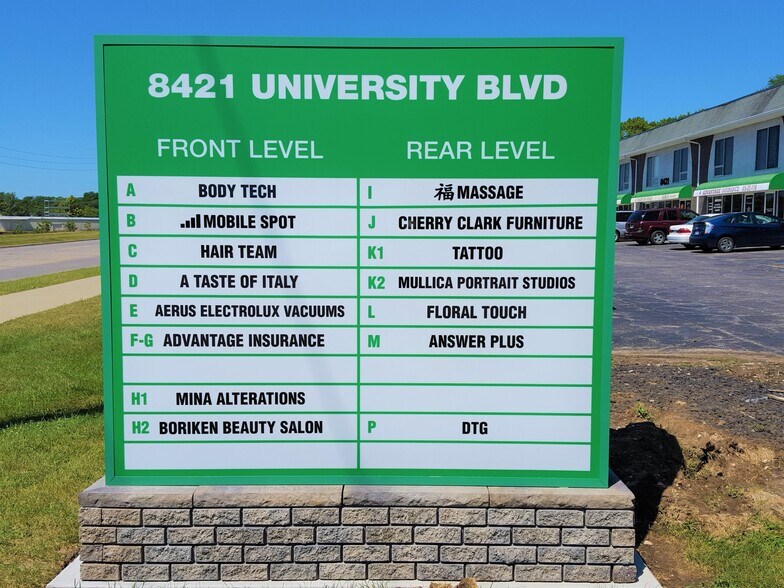 8421 UNIVERSITY BLVD
FRONT LEVEL
A BODY TECH
B MOBILE SPOT
C HAIR TEAM
D A TASTE OF ITALY
E AERUS ELECTROLUX VACUUMS
F-G ADVANTAGE INSURANCE
H1 MINA ALTERATIONS
H2 BORIKEN BEAUTY SALON
REAR LEVEL
I 福 MASSAGE
J CHERRY CLARK FURNITURE
K1 TATTOO
K2 MULLICA PORTRAIT STUDIOS
L FLORAL TOUCH
M ANSWER PLUS
P DTG
8421